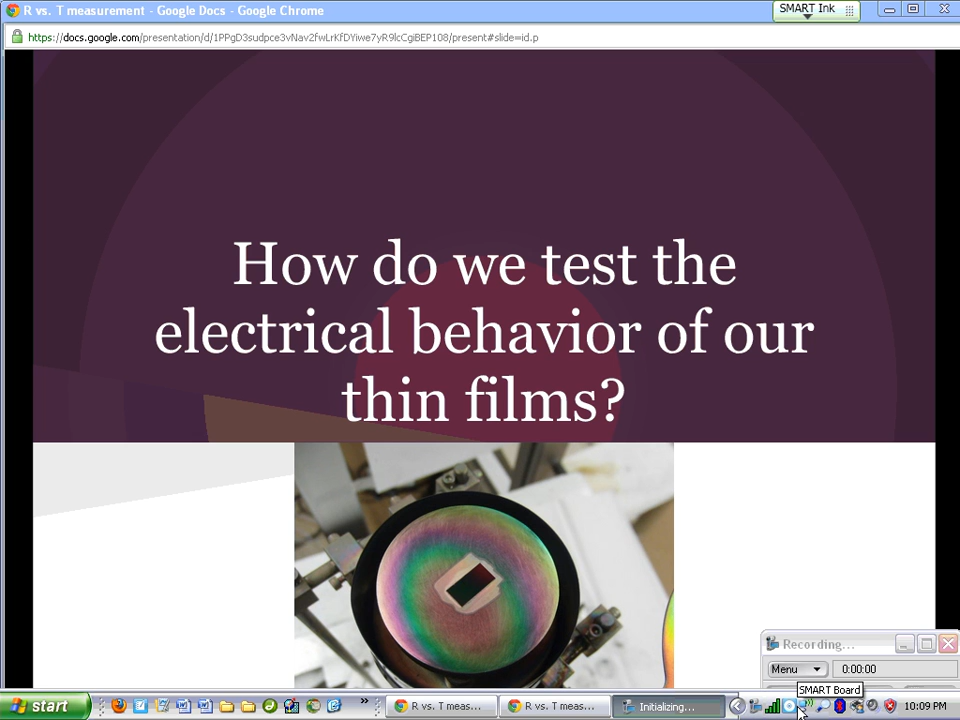 R vs. T measurement - Google Docs - Google Chrome
SMART Ink
https://docs.google.com/presentation/d/1PPgD3sudpce3vNav2fwLrKfDYiwe7yR9lcCgiBEP108/present#slide=id.p
How do we test the
electrical behavior of our
thin films?
Recording...
Menu
0:00:00
SMART Board
start
R vs. T meas...
R vs. T meas...
Initializing...
10:09 PM